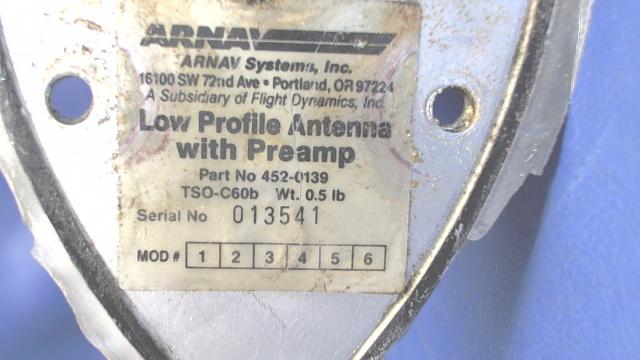 ARNAV
ARNAV Systems, Inc.
16100 SW 72nd Ave • Portland, OR 97224
A Subsidiary of Flight Dynamics, Inc
Low Profile Antenna
with Preamp
Part No 452-0139
TSO-C60b Wt. 0.5 lb
Serial No 013541
MOD # 1 2 3 4 5 6